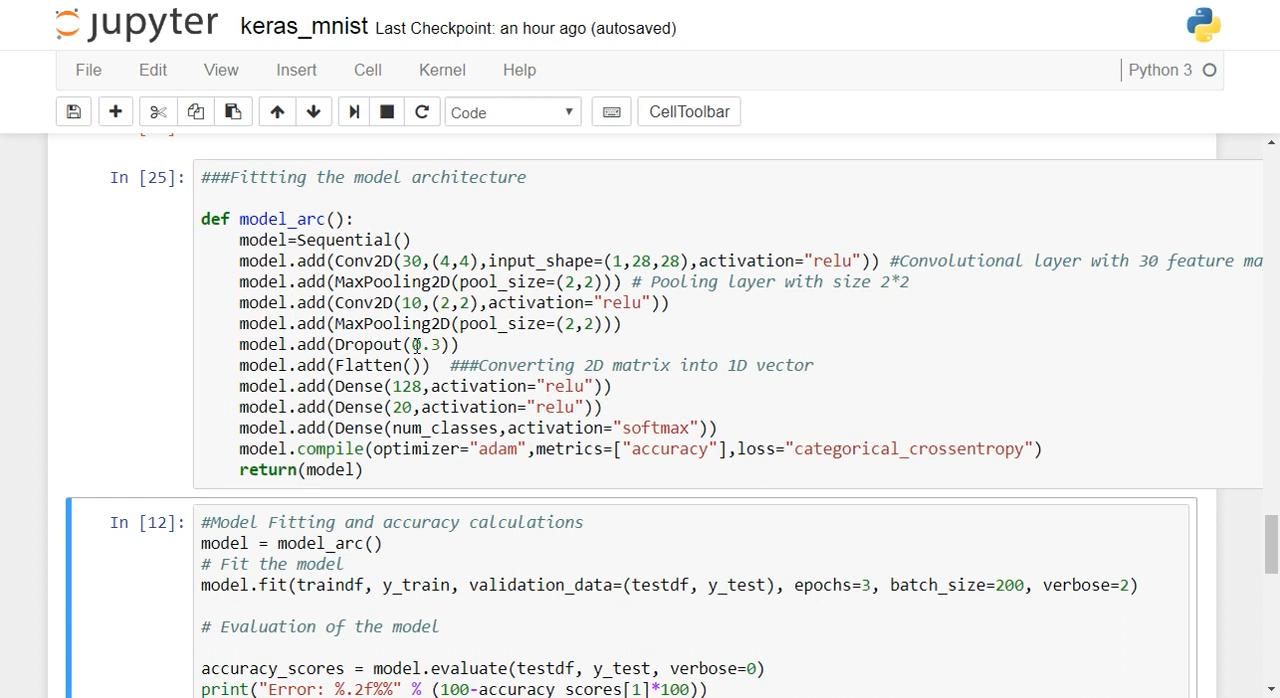 jupyter keras_mnist Last Checkpoint: an hour ago (autosaved)
File Edit View Insert Cell Kernel Help Python 3
Code CellToolbar
In [25]: ###Fittting the model architecture
def model_arc():
model=Sequential()
model.add(Conv2D(30,(4,4),input_shape=(1,28,28),activation="relu")) #Convolutional layer with 30 feature ma
model.add(MaxPooling2D(pool_size=(2,2))) # Pooling layer with size 2*2
model.add(Conv2D(10,(2,2),activation="relu"))
model.add(MaxPooling2D(pool_size=(2,2)))
model.add(Dropout(0.3))
model.add(Flatten()) ###Converting 2D matrix into 1D vector
model.add(Dense(128,activation="relu"))
model.add(Dense(20,activation="relu"))
model.add(Dense(num_classes,activation="softmax"))
model.compile(optimizer="adam",metrics=["accuracy"],loss="categorical_crossentropy")
return(model)
In [12]: #Model Fitting and accuracy calculations
model = model_arc()
# Fit the model
model.fit(traindf, y_train, validation_data=(testdf, y_test), epochs=3, batch_size=200, verbose=2)
# Evaluation of the model
accuracy_scores = model.evaluate(testdf, y_test, verbose=0)
print("Error: %.2f%%" % (100-accuracy_scores[1]*100))